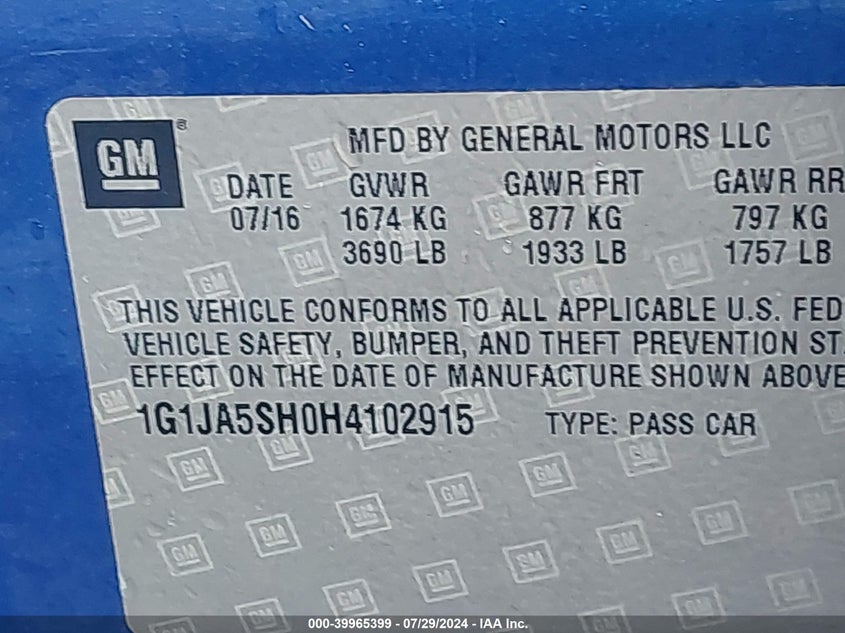 GM®
MFD BY GENERAL MOTORS LLC
DATE GVWR GAWR FRT GAWR RR
07/16 1674 KG 877 KG 797 KG
3690 LB 1933 LB 1757 LB
THIS VEHICLE CONFORMS TO ALL APPLICABLE U.S. FED
VEHICLE SAFETY, BUMPER, AND THEFT PREVENTION ST
EFFECT ON THE DATE OF MANUFACTURE SHOWN ABOVE
1G1JA5SH0H4102915 TYPE: PASS CAR
000-39965399 / 07/29/2024 - IAA Inc.